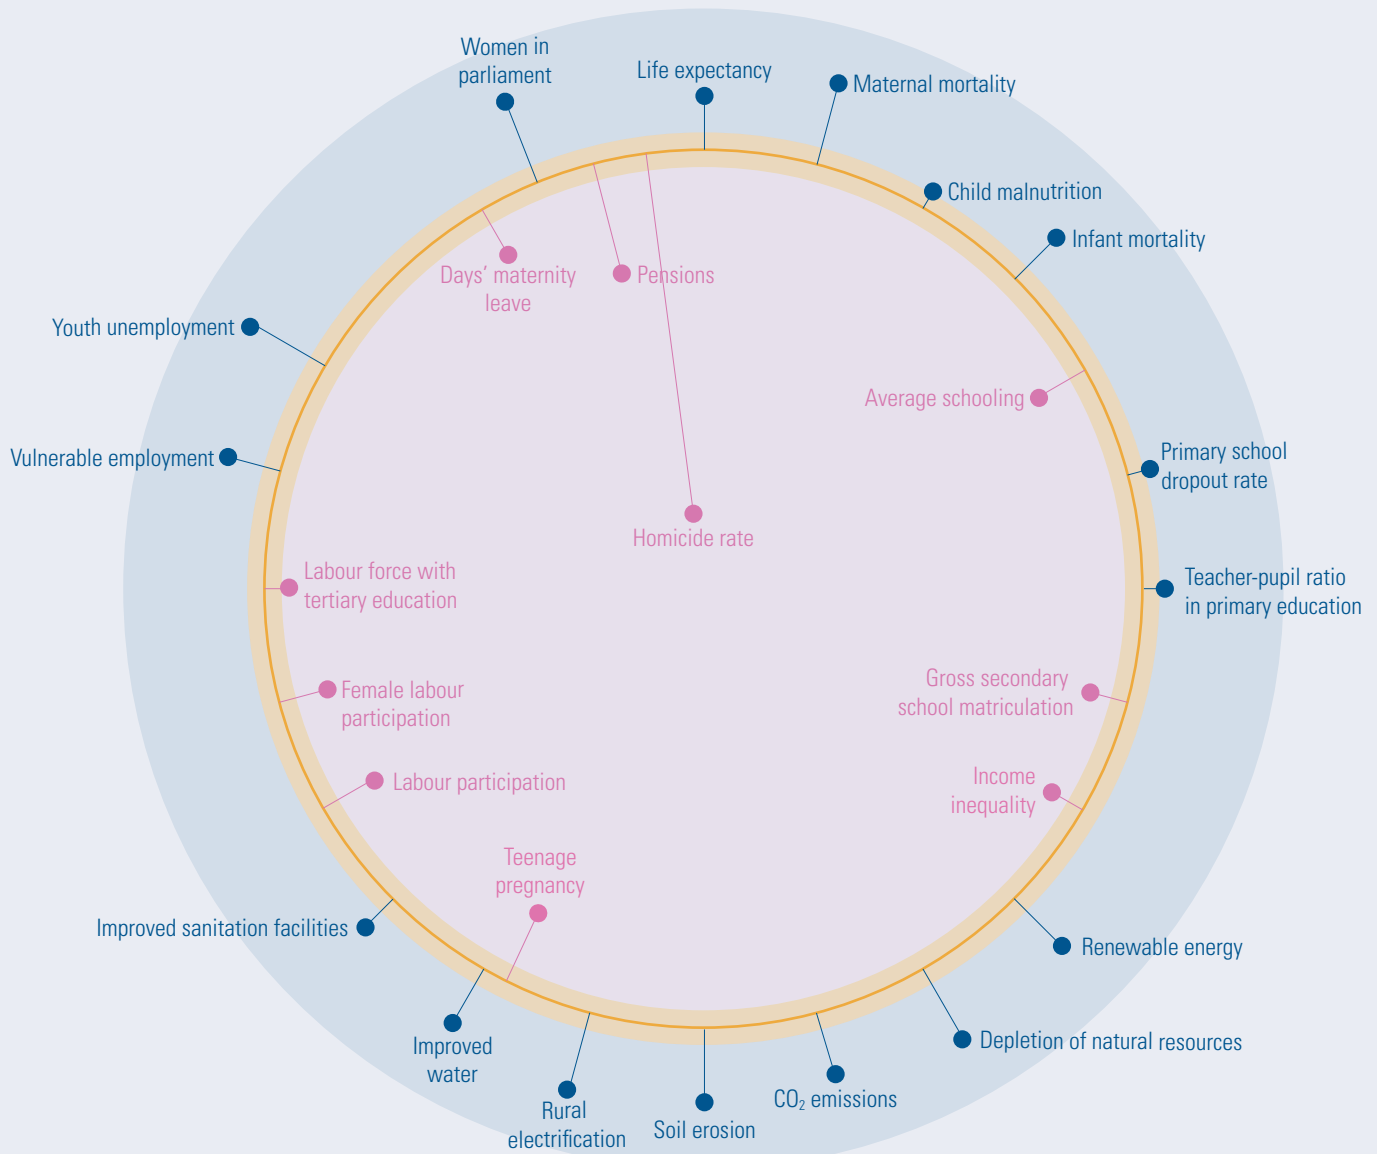 Women in
parliament
Life expectancy
Maternal mortality
Child malnutrition
Infant mortality
Days’ maternity
leave
Pensions
Youth unemployment
Average schooling
Vulnerable employment
Primary school
dropout rate
Homicide rate
Labour force with
tertiary education
Teacher-pupil ratio
in primary education
Female labour
participation
Gross secondary
school matriculation
Labour participation
Income
inequality
Teenage
pregnancy
Improved sanitation facilities
Renewable energy
Improved
water
Depletion of natural resources
Rural
electrification
Soil erosion
CO₂ emissions